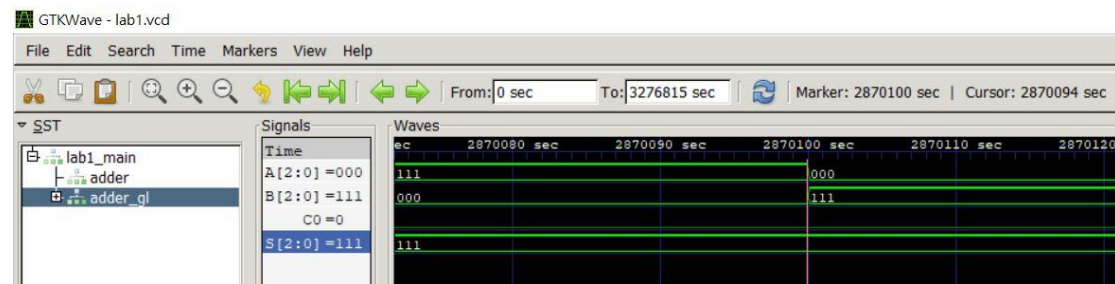 GTKWave - lab1.vcd
File Edit Search Time Markers View Help
From: 0 sec To: 3276815 sec Marker: 2870100 sec | Cursor: 2870094 sec
SST
lab1_main
adder
adder_gl
Signals
Time
A[2:0] =000
B[2:0] =111
C0 =0
S[2:0] =111
Waves
ec 2870080 sec 2870090 sec 2870100 sec 2870110 sec 2870120
111 000
000 111
111